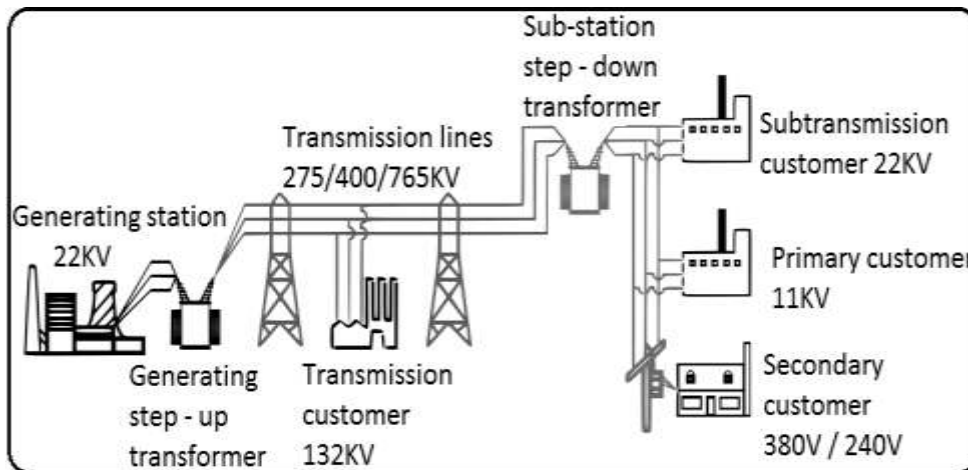 Sub-station
step - down
transformer
Transmission lines
275/400/765KV
Subtransmission
customer 22KV
Generating station
22KV
Primary customer
11KV
Generating
step - up
transformer
Transmission
customer
132KV
Secondary
customer
380V / 240V